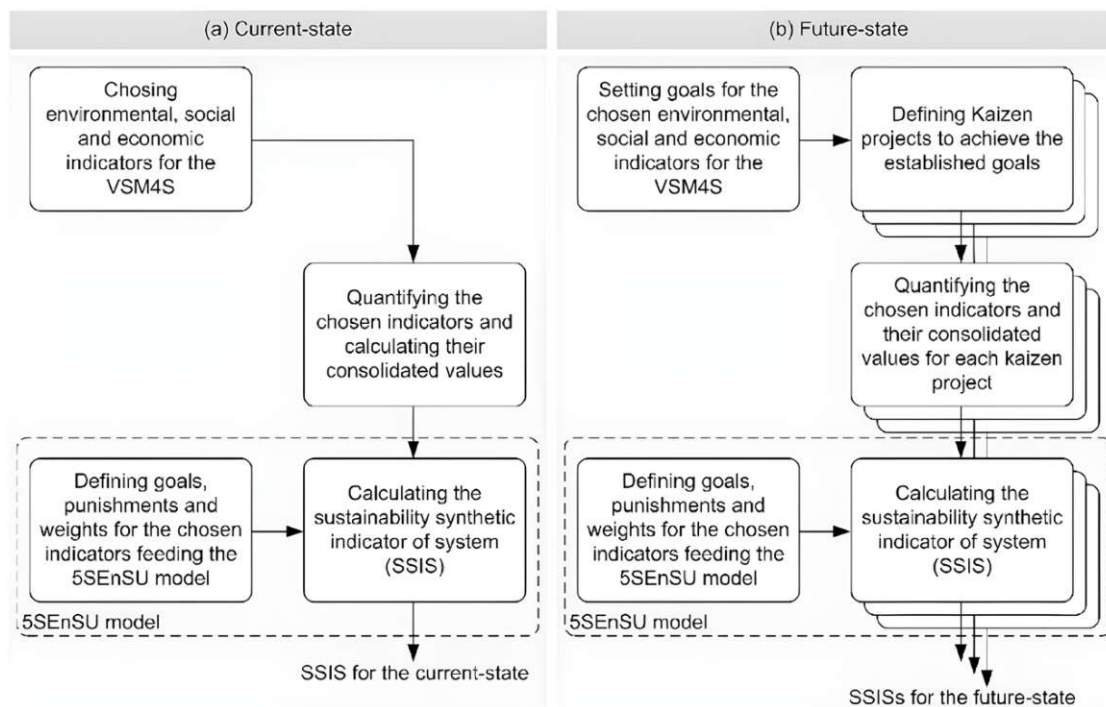 (a) Current-state
Chosing
environmental, social
and economic
indicators for the
VSM4S
Quantifying the
chosen indicators and
calculating their
consolidated values
Defining goals,
punishments and
weights for the chosen
indicators feeding the
5SEnSU model
Calculating the
sustainability synthetic
indicator of system
(SSIS)
5SEnSU model
SSIS for the current-state
(b) Future-state
Setting goals for the
chosen environmental,
social and economic
indicators for the
VSM4S
Defining Kaizen
projects to achieve the
established goals
Quantifying the
chosen indicators and
their consolidated
values for each kaizen
project
Defining goals,
punishments and
weights for the chosen
indicators feeding the
5SEnSU model
Calculating the
sustainability synthetic
indicator of system
(SSIS)
5SEnSU model
SSISs for the future-state